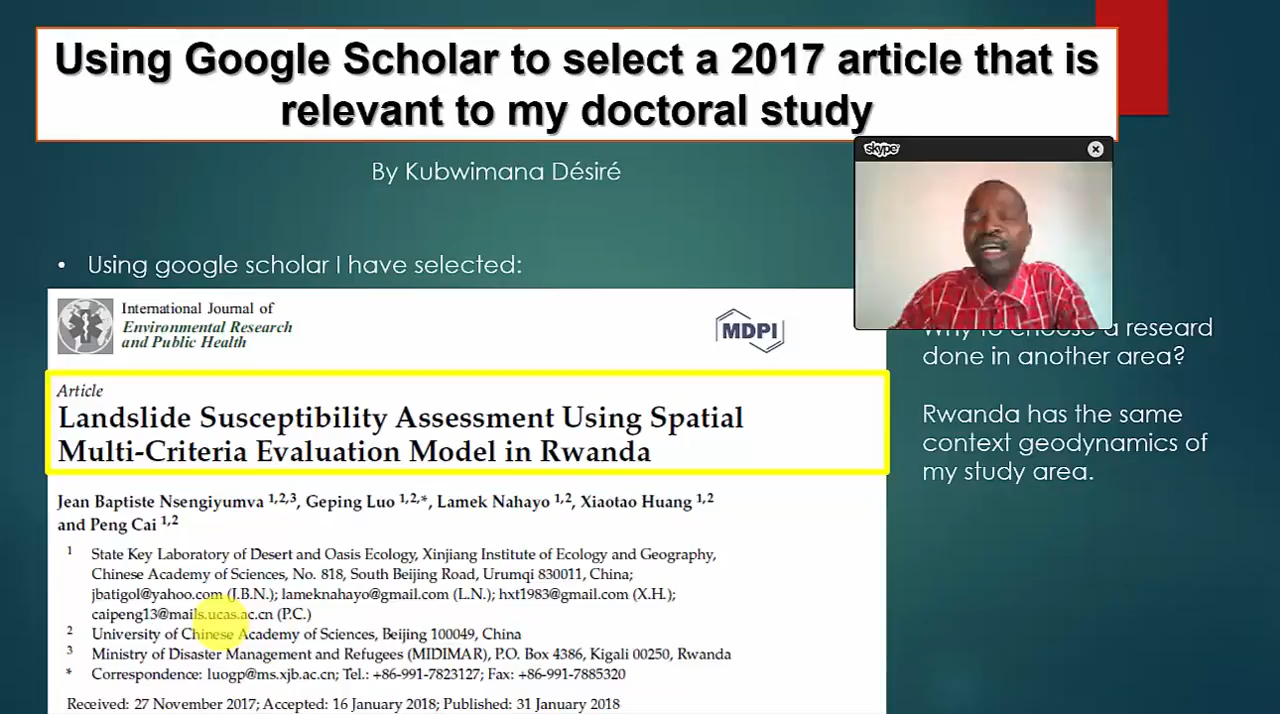 Using Google Scholar to select a 2017 article that is
relevant to my doctoral study
By Kubwimana Désiré
skype
• Using google scholar I have selected:
International Journal of
Environmental Research
and Public Health
MDPI
Article
Landslide Susceptibility Assessment Using Spatial
Multi-Criteria Evaluation Model in Rwanda
Jean Baptiste Nsengiyumva 1,2,3, Geping Luo 1,2,*, Lamek Nahayo 1,2, Xiaotao Huang 1,2
and Peng Cai 1,2
1 State Key Laboratory of Desert and Oasis Ecology, Xinjiang Institute of Ecology and Geography,
Chinese Academy of Sciences, No. 818, South Beijing Road, Urumqi 830011, China;
jbatigol@yahoo.com (J.B.N.); lameknahayo@gmail.com (L.N.); hxt1983@gmail.com (X.H.);
caipeng13@mails.ucas.ac.cn (P.C.)
2 University of Chinese Academy of Sciences, Beijing 100049, China
3 Ministry of Disaster Management and Refugees (MIDIMAR), P.O. Box 4386, Kigali 00250, Rwanda
* Correspondence: luogp@ms.xjb.ac.cn; Tel.: +86-991-7823127; Fax: +86-991-7885320
Received: 27 November 2017; Accepted: 16 January 2018; Published: 31 January 2018
Why to choose a researd
done in another area?
Rwanda has the same
context geodynamics of
my study area.